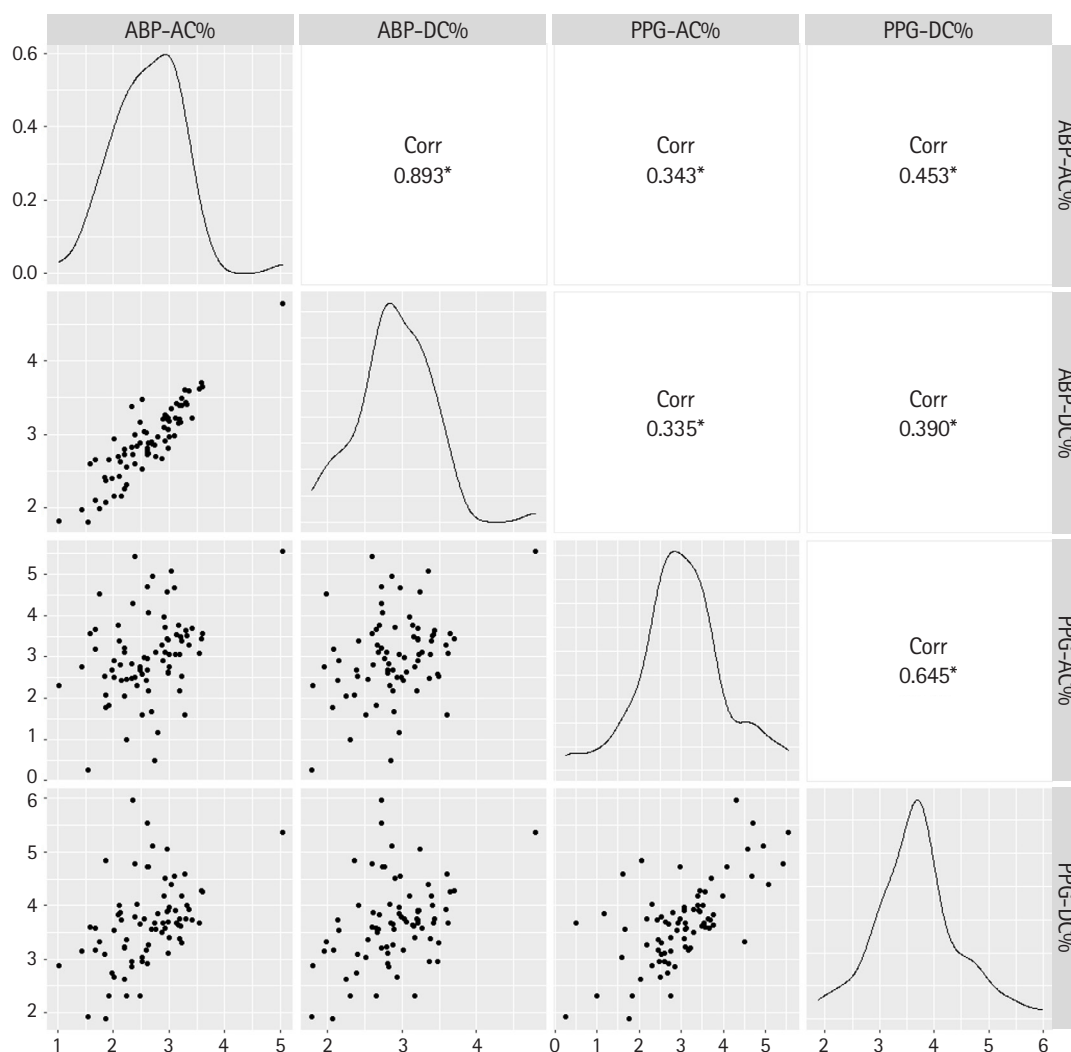 ABP-AC%
ABP-DC%
PPG-AC%
PPG-DC%
0.6
0.4
0.2
0.0
Corr
0.893*
Corr
0.343*
Corr
0.453*
ABP-AC%
4
3
2
Corr
0.335*
Corr
0.390*
ABP-DC%
5
4
3
2
1
0
Corr
0.645*
PPG-AC%
6
5
4
3
2
PPG-DC%
1 2 3 4 5
2 3 4
0 1 2 3 4 5
2 3 4 5 6